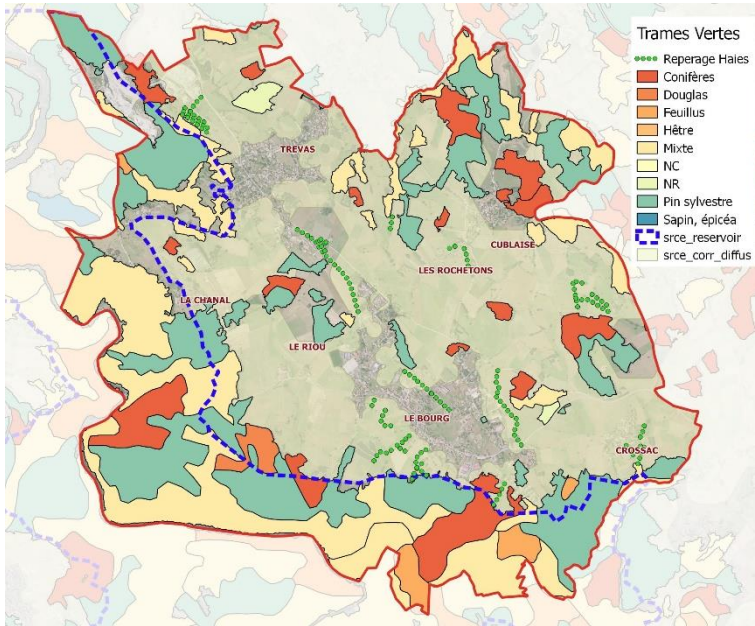 Trames Vertes
Reperage Haies
Conifères
Douglas
Feuillus
Hêtre
Mixte
NC
NR
Pin sylvestre
Sapin, épicéa
srce_reservoir
srce_corr_diffus
TREVAS
CUBLAISE
LES ROCHETONS
LA CHANAL
LE RIOU
LE BOURG
CROSSAC